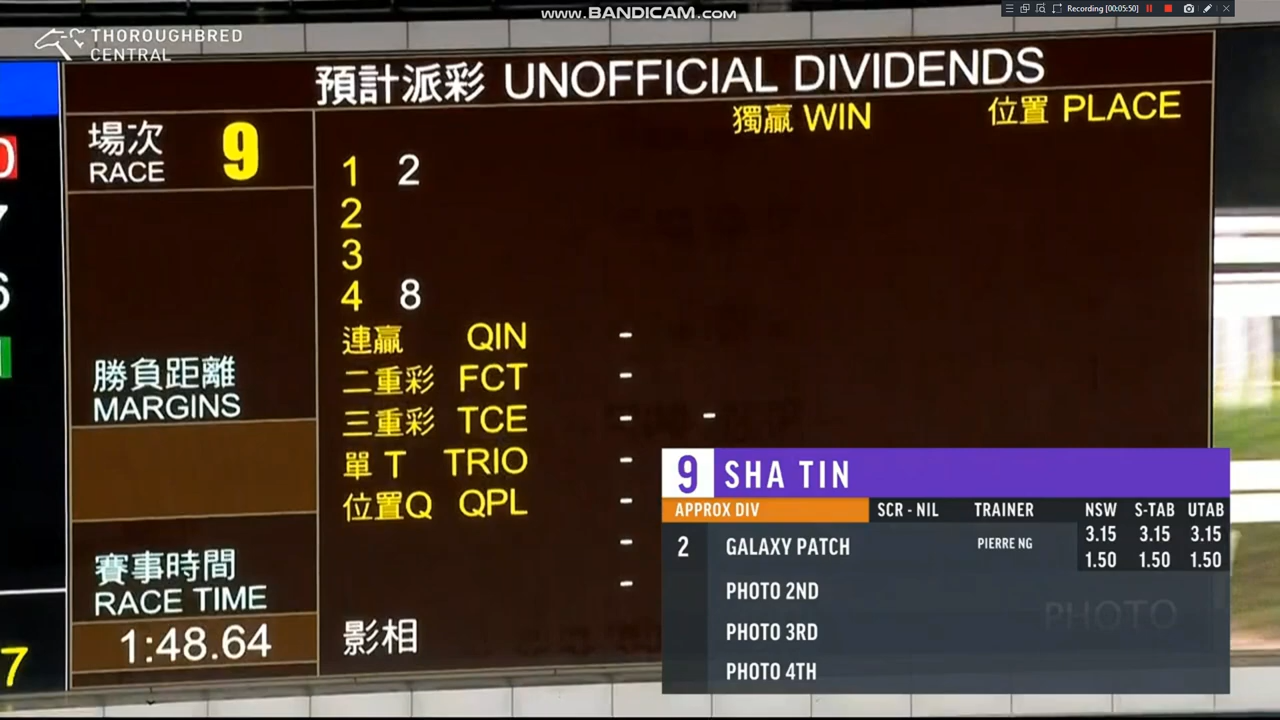 www.BANDICAM.com
Recording [00:05:50]
THOROUGHBRED
CENTRAL
預計派彩 UNOFFICIAL DIVIDENDS
獨贏 WIN 位置 PLACE
場次
RACE 9
1 2
2
3
4 8
連贏 QIN -
二重彩 FCT -
三重彩 TCE - -
單T TRIO -
位置Q QPL -
-
-
勝負距離
MARGINS
賽事時間
RACE TIME
1:48.64
影相
7
6
7
9 SHA TIN
APPROX DIV SCR - NIL TRAINER NSW S-TAB UTAB
2 GALAXY PATCH PIERRE NG 3.15 3.15 3.15
1.50 1.50 1.50
PHOTO 2ND
PHOTO 3RD
PHOTO 4TH
PHOTO